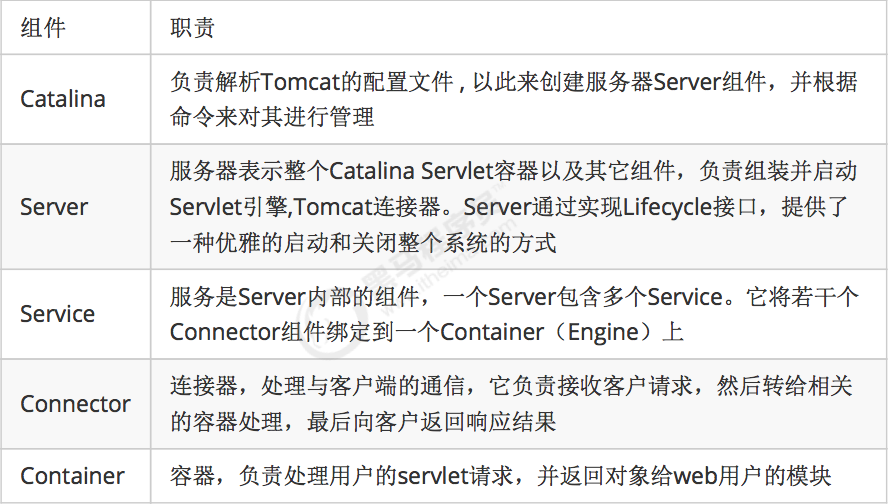 组件 职责
Catalina
负责解析Tomcat的配置文件 , 以此来创建服务器Server组件，并根据
命令来对其进行管理
Server
服务器表示整个Catalina Servlet容器以及其它组件，负责组装并启动
Servlet引擎,Tomcat连接器。Server通过实现Lifecycle接口，提供了
一种优雅的启动和关闭整个系统的方式
Service
服务是Server内部的组件，一个Server包含多个Service。它将若干个
Connector组件绑定到一个Container（Engine）上
Connector
连接器，处理与客户端的通信，它负责接收客户请求，然后转给相关
的容器处理，最后向客户返回响应结果
Container 容器，负责处理用户的servlet请求，并返回对象给web用户的模块
黑马程序员
www.itheima.com